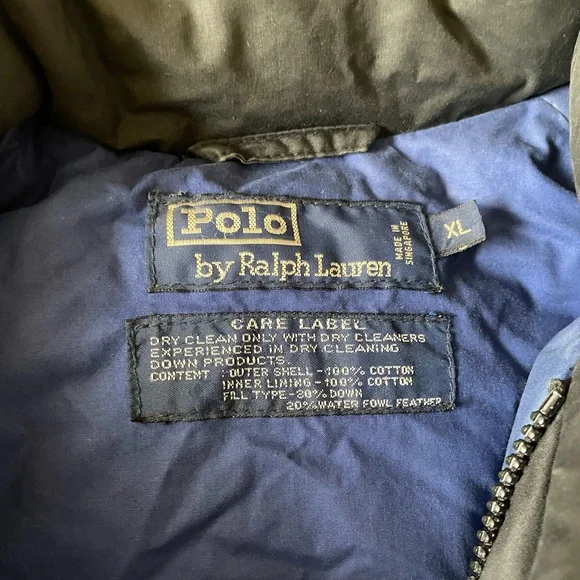 Polo
by Ralph Lauren
MADE IN
SINGAPORE
XL
CARE LABEL
DRY CLEAN ONLY WITH DRY CLEANERS
EXPERIENCED IN DRY CLEANING
DOWN PRODUCTS.
CONTENT :OUTER SHELL -100% COTTON
INNER LINING -100% COTTON
FILL TYPE-80% DOWN
20% WATER FOWL FEATHER